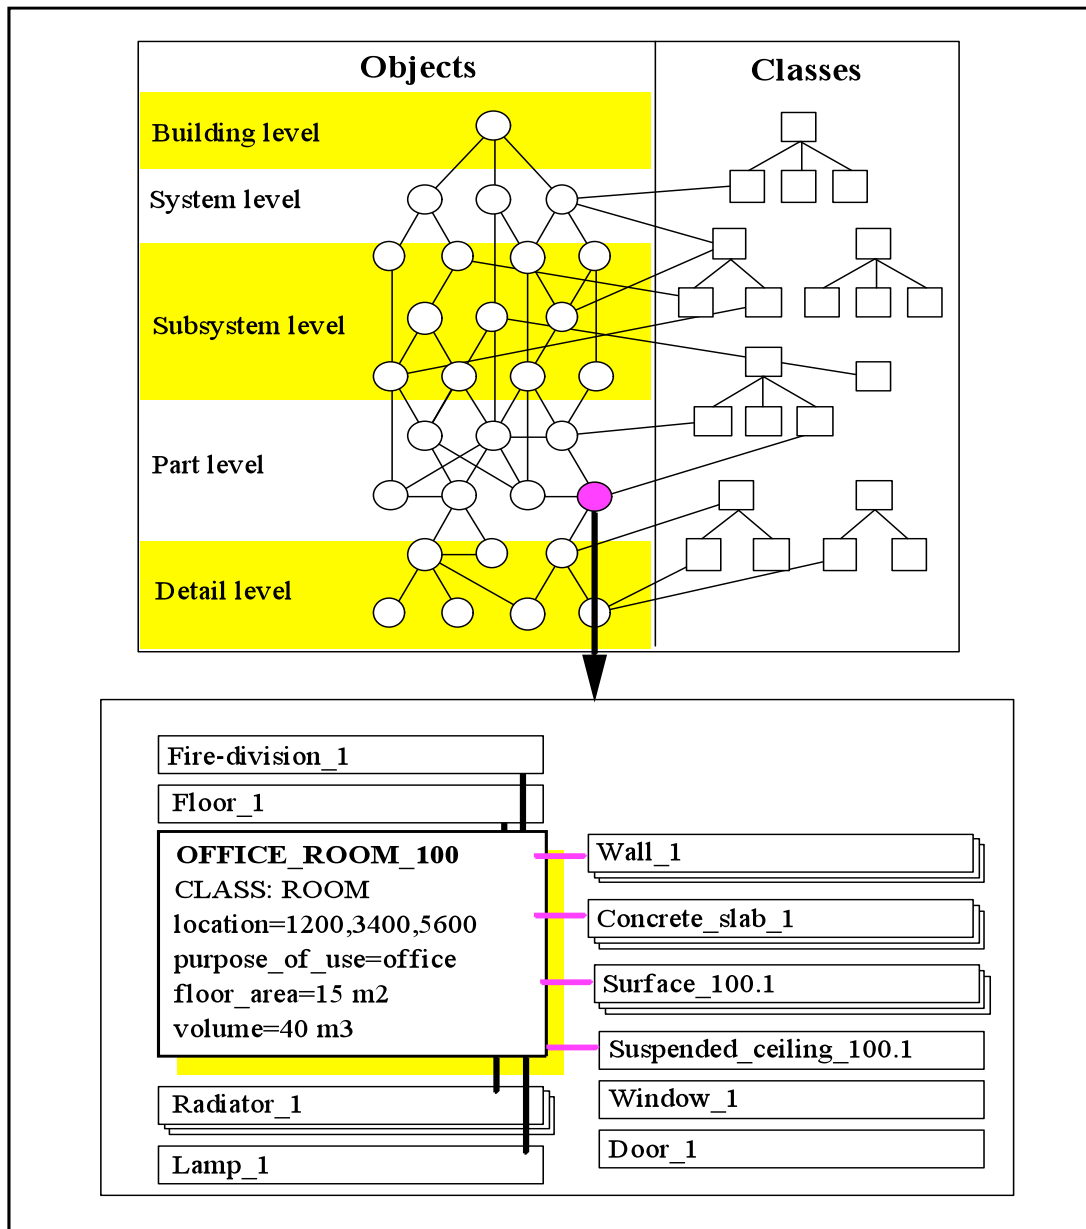 Objects
Classes
Building level
System level
Subsystem level
Part level
Detail level
Fire-division_1
Floor_1
OFFICE_ROOM_100
CLASS: ROOM
location=1200,3400,5600
purpose_of_use=office
floor_area=15 m2
volume=40 m3
Radiator_1
Lamp_1
Wall_1
Concrete_slab_1
Surface_100.1
Suspended_ceiling_100.1
Window_1
Door_1